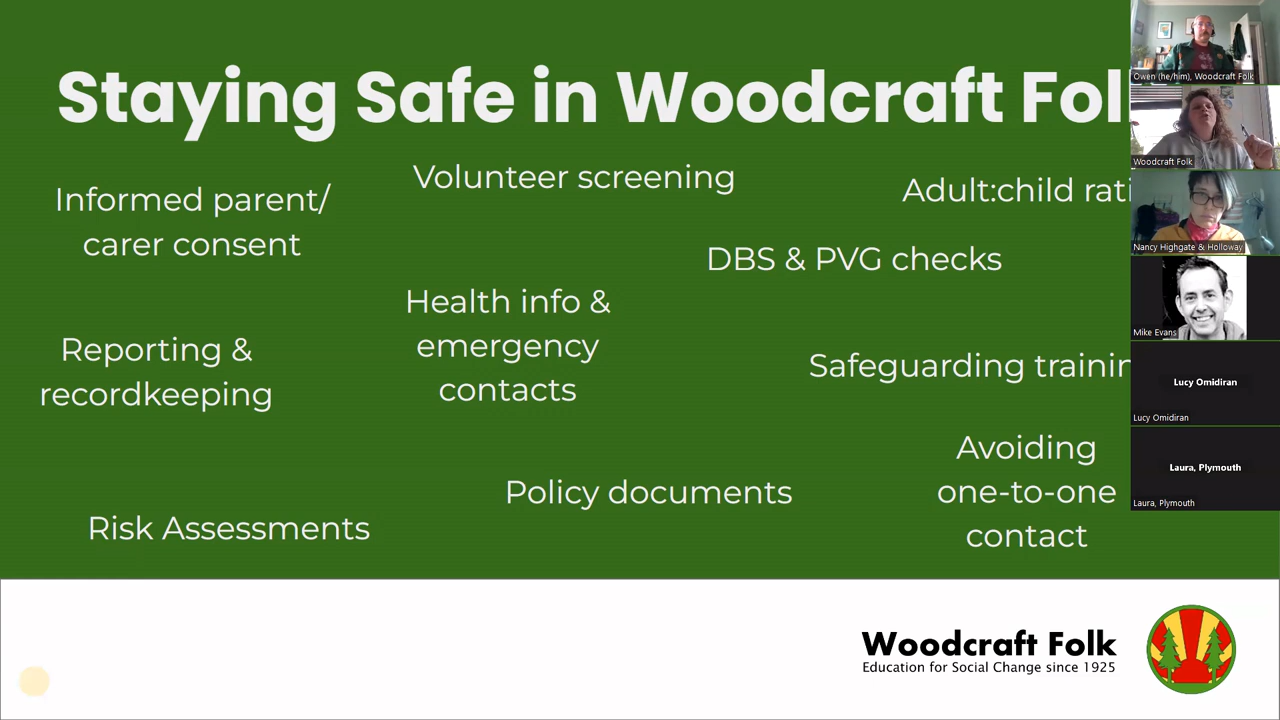 Staying Safe in Woodcraft Fol
Volunteer screening
Informed parent/
carer consent
Adult:child rati
DBS & PVG checks
Health info &
emergency
contacts
Reporting &
recordkeeping
Safeguarding trainin
Avoiding
one-to-one
contact
Policy documents
Risk Assessments
Woodcraft Folk
Education for Social Change since 1925
Owen (he/him), Woodcraft Folk
Woodcraft Folk
Nancy Highgate & Holloway
Mike Evans
Lucy Omidiran
Lucy Omidiran
Laura, Plymouth
Laura, Plymouth